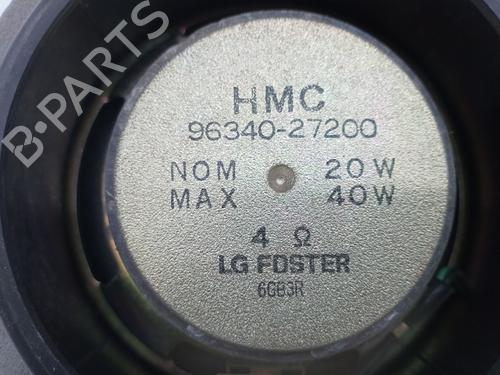 HMC
96340-27200
NOM 20W
MAX 40W
4 Ω
LG FOSTER
6GB3R
B-PARTS